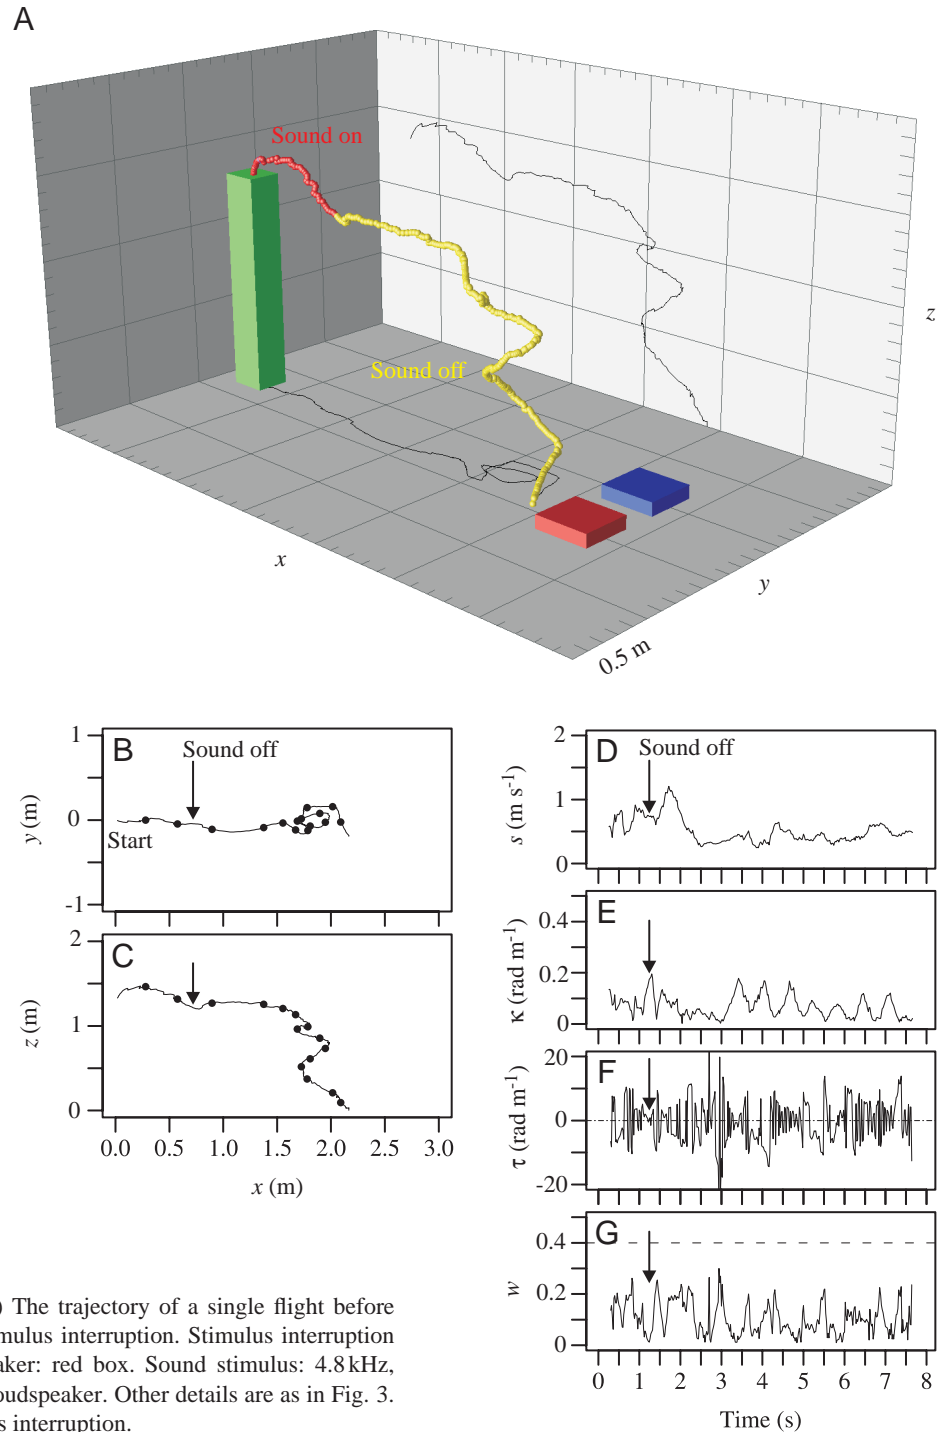 A
Sound on
Sound off
z
x
y
0.5 m
B
Sound off
Start
y (m)
1
0
-1
C
z (m)
2
1
0
0.0 0.5 1.0 1.5 2.0 2.5 3.0
x (m)
D
Sound off
s (m s-1)
2
1
0
E
κ (rad m-1)
0.4
0.2
0
F
τ (rad m-1)
20
0
-20
G
w
0.4
0.2
0
0 1 2 3 4 5 6 7 8
Time (s)
) The trajectory of a single flight before
mulus interruption. Stimulus interruption
aker: red box. Sound stimulus: 4.8 kHz,
oudspeaker. Other details are as in Fig. 3.
s interruption.